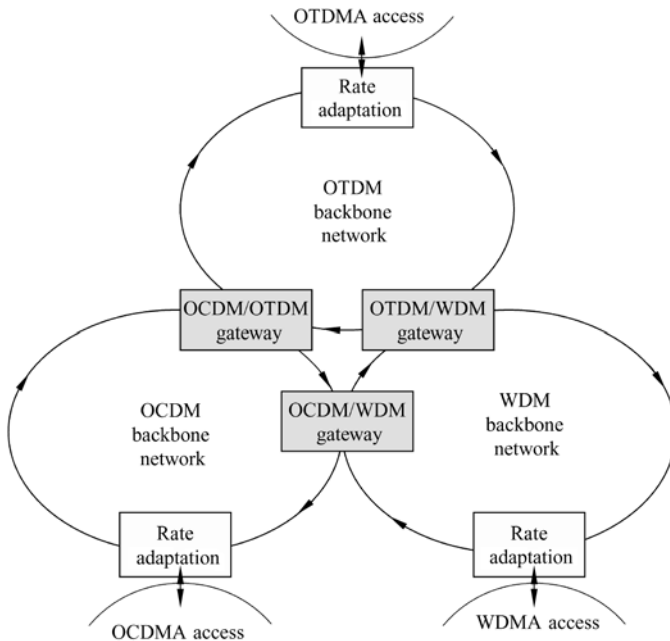 OTDMA access
Rate
adaptation
OTDM
backbone
network
OCDM/OTDM
gateway
OTDM/WDM
gateway
OCDM/WDM
gateway
OCDM
backbone
network
WDM
backbone
network
Rate
adaptation
Rate
adaptation
OCDMA access
WDMA access